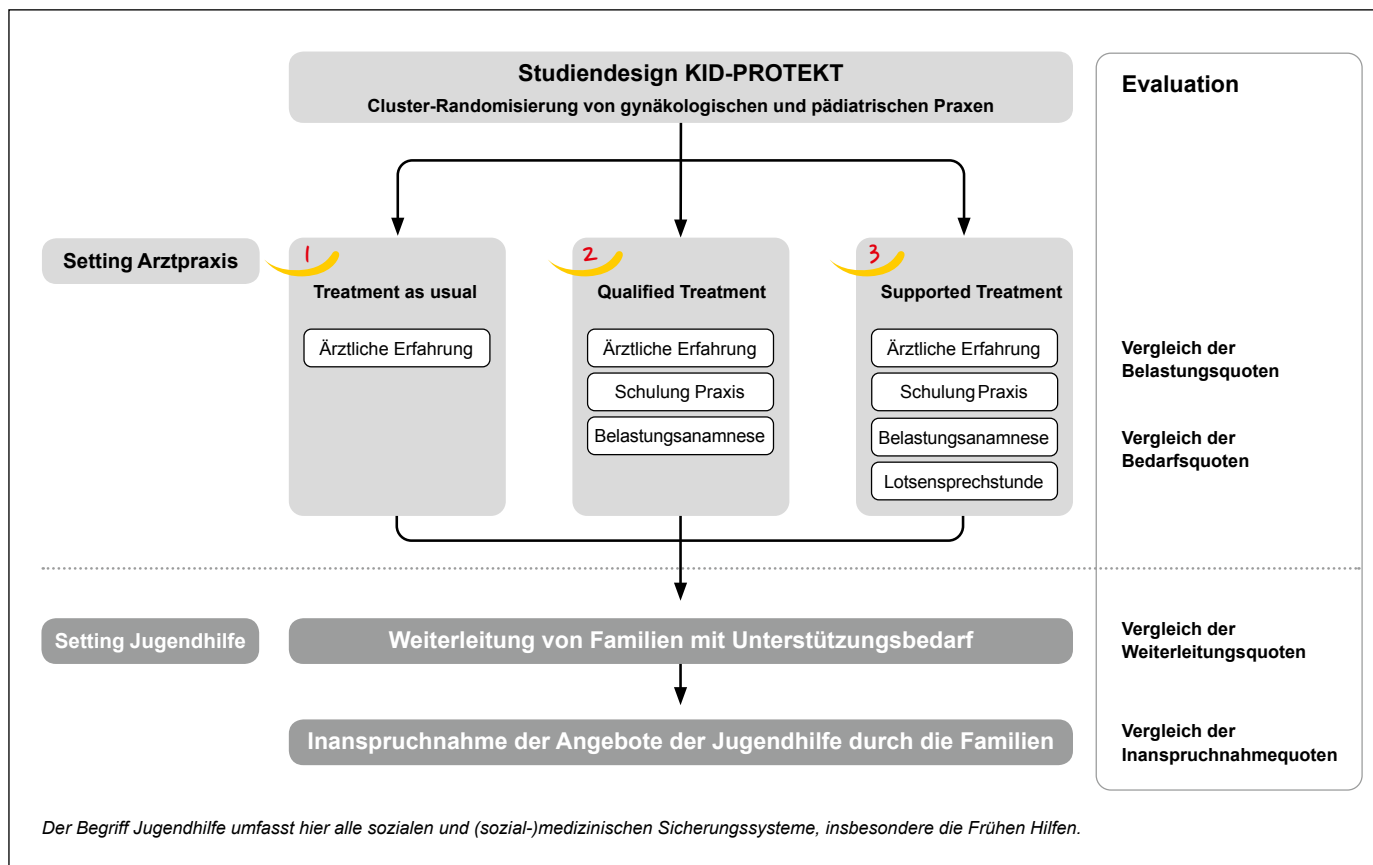 Studiendesign KID-PROTEKT
Cluster-Randomisierung von gynäkologischen und pädiatrischen Praxen
Evaluation
Setting Arztpraxis
1
Treatment as usual
Ärztliche Erfahrung
2
Qualified Treatment
Ärztliche Erfahrung
Schulung Praxis
Belastungsanamnese
3
Supported Treatment
Ärztliche Erfahrung
Schulung Praxis
Belastungsanamnese
Lotsensprechstunde
Vergleich der
Belastungsquoten
Vergleich der
Bedarfsquoten
Setting Jugendhilfe
Weiterleitung von Familien mit Unterstützungsbedarf
Vergleich der
Weiterleitungsquoten
Inanspruchnahme der Angebote der Jugendhilfe durch die Familien
Vergleich der
Inanspruchnahmequoten
Der Begriff Jugendhilfe umfasst hier alle sozialen und (sozial-)medizinischen Sicherungssysteme, insbesondere die Frühen Hilfen.